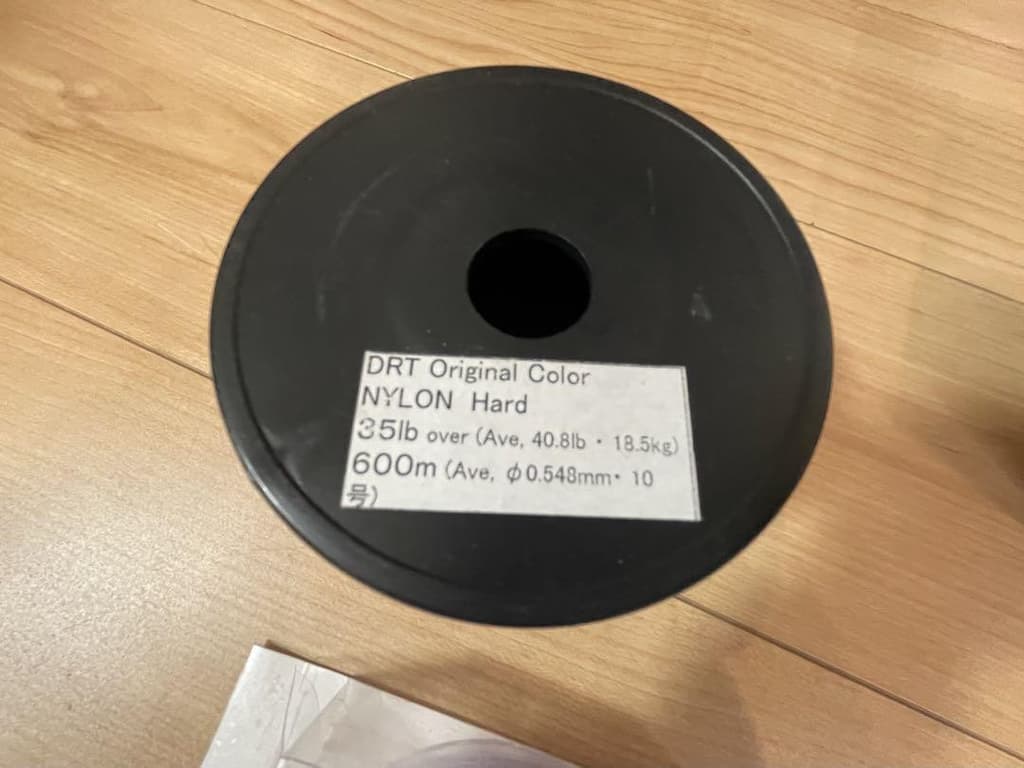 DRT Original Color
NYLON Hard
35lb over (Ave, 40.8lb・18.5kg)
600m (Ave, φ0.548mm・10
号)